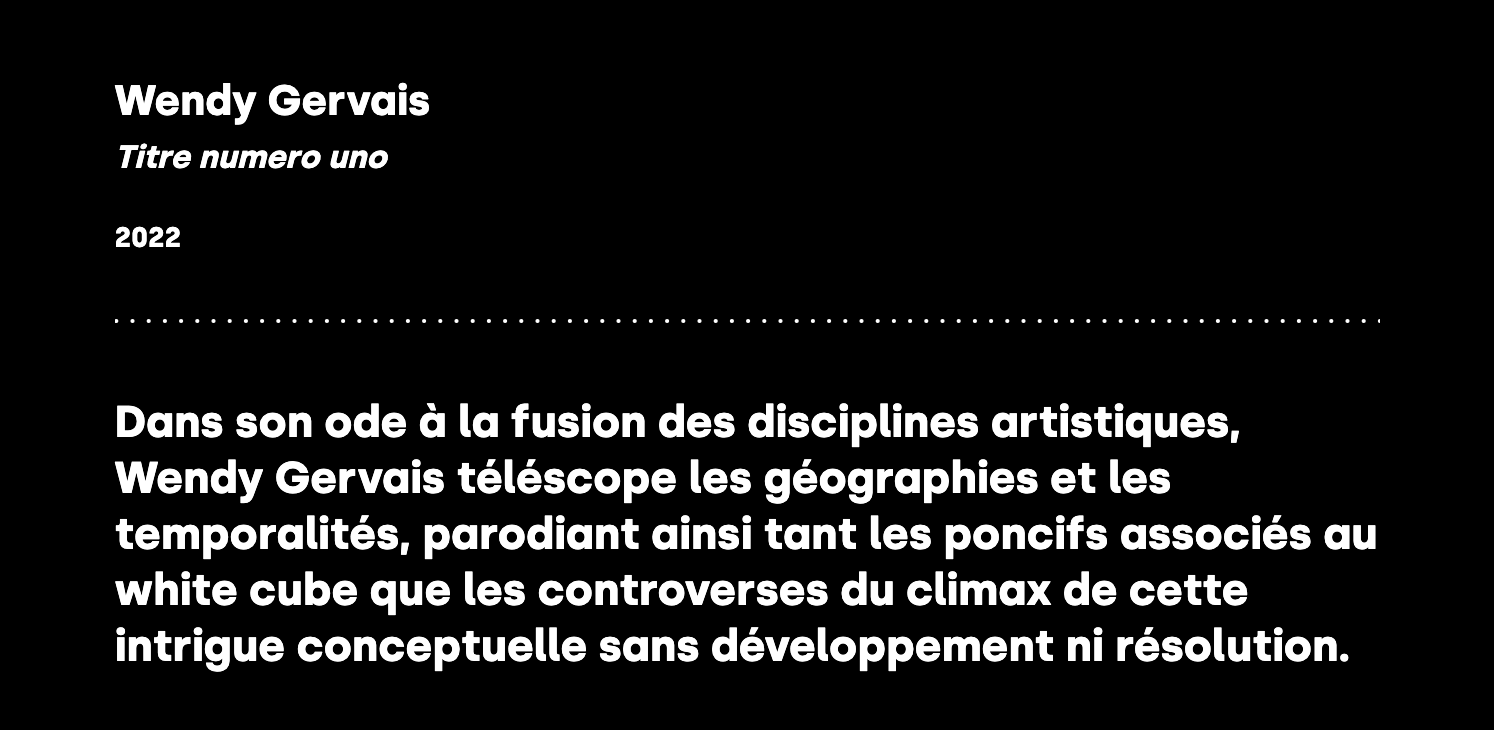 Wendy Gervais
Titre numero uno
2022
Dans son ode à la fusion des disciplines artistiques,
Wendy Gervais téléscope les géographies et les
temporalités, parodiant ainsi tant les poncifs associés au
white cube que les controverses du climax de cette
intrigue conceptuelle sans développement ni résolution.